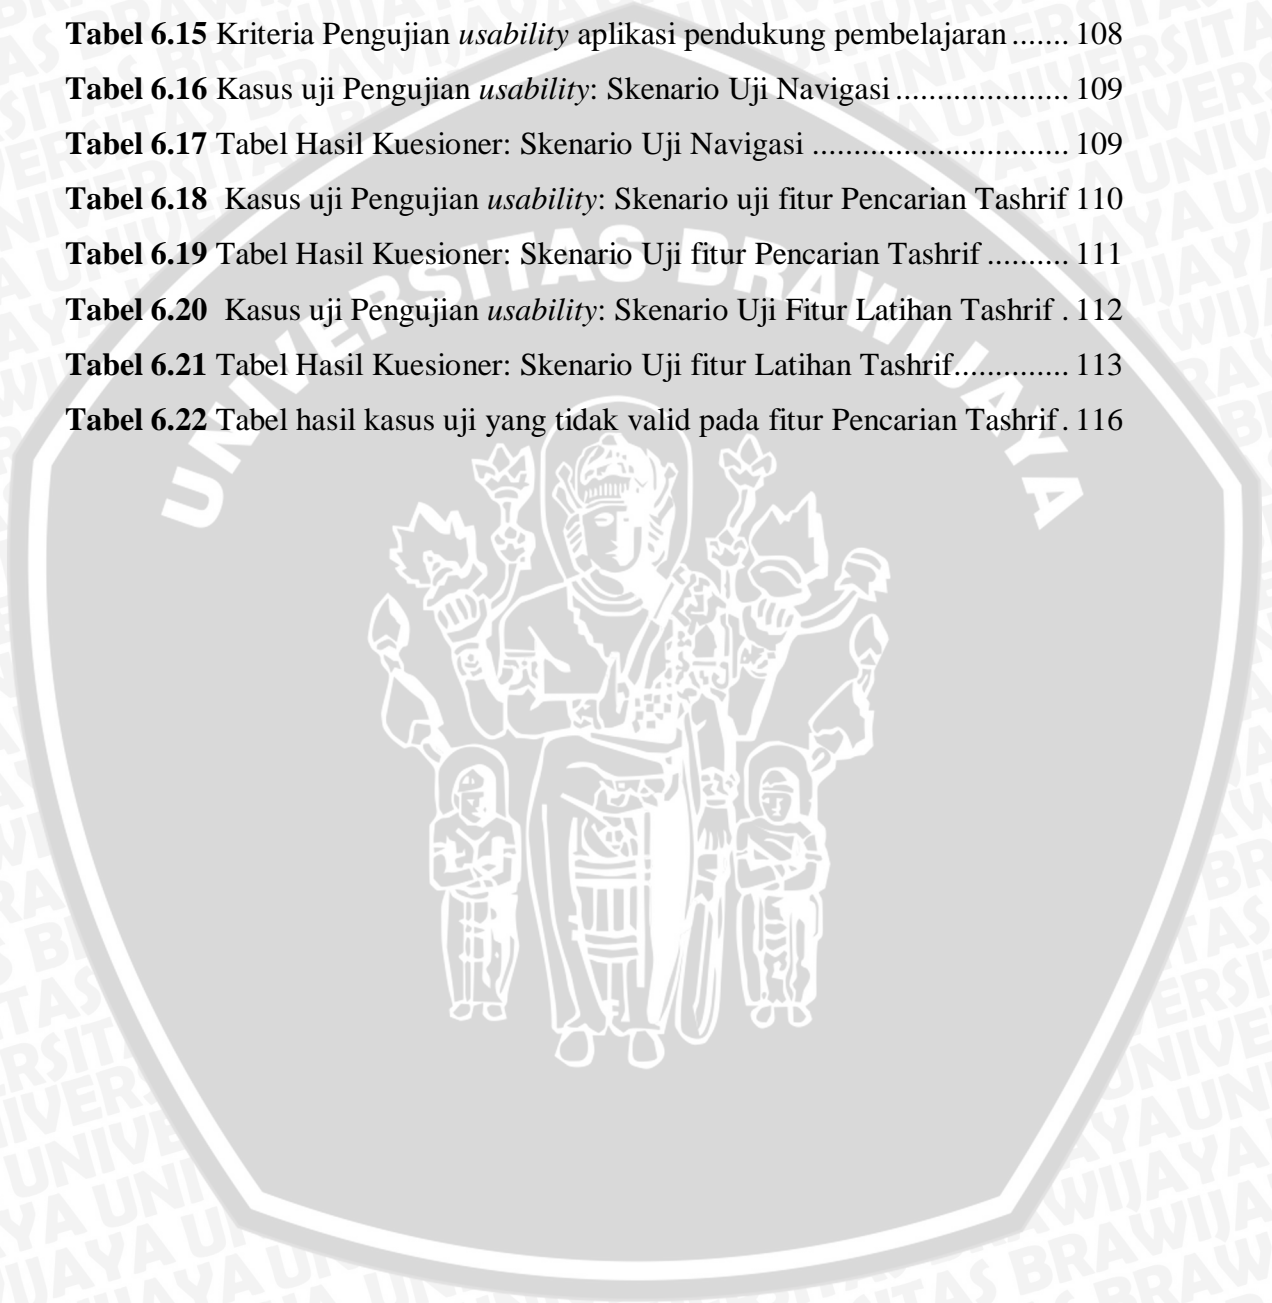 Tabel 6.15 Kriteria Pengujian usability aplikasi pendukung pembelajaran ....... 108
Tabel 6.16 Kasus uji Pengujian usability: Skenario Uji Navigasi .................... 109
Tabel 6.17 Tabel Hasil Kuesioner: Skenario Uji Navigasi .............................. 109
Tabel 6.18 Kasus uji Pengujian usability: Skenario uji fitur Pencarian Tashrif 110
Tabel 6.19 Tabel Hasil Kuesioner: Skenario Uji fitur Pencarian Tashrif .......... 111
Tabel 6.20 Kasus uji Pengujian usability: Skenario Uji Fitur Latihan Tashrif . 112
Tabel 6.21 Tabel Hasil Kuesioner: Skenario Uji fitur Latihan Tashrif.............. 113
Tabel 6.22 Tabel hasil kasus uji yang tidak valid pada fitur Pencarian Tashrif . 116
UNIVERSITAS BRAWIJAYA